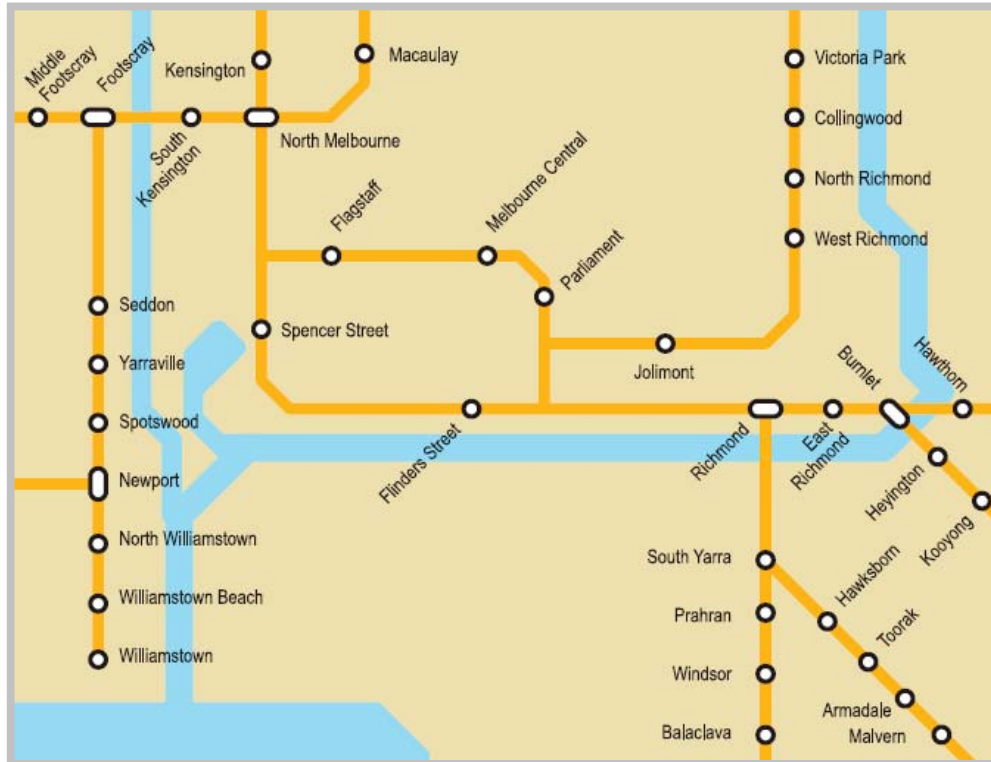 Middle
Footscray
Footscray
Kensington
Macaulay
Victoria Park
Collingwood
North Richmond
West Richmond
South
Kensington
North Melbourne
Flagstaff
Melbourne Central
Parliament
Seddon
Yarraville
Spotswood
Newport
North Williamstown
Williamstown Beach
Williamstown
Spencer Street
Jolimont
Flinders Street
Richmond
East
Richmond
Burnlet
Hawthorn
Heyington
Kooyong
South Yarra
Prahran
Windsor
Balaclava
Hawksborn
Toorak
Armadale
Malvern